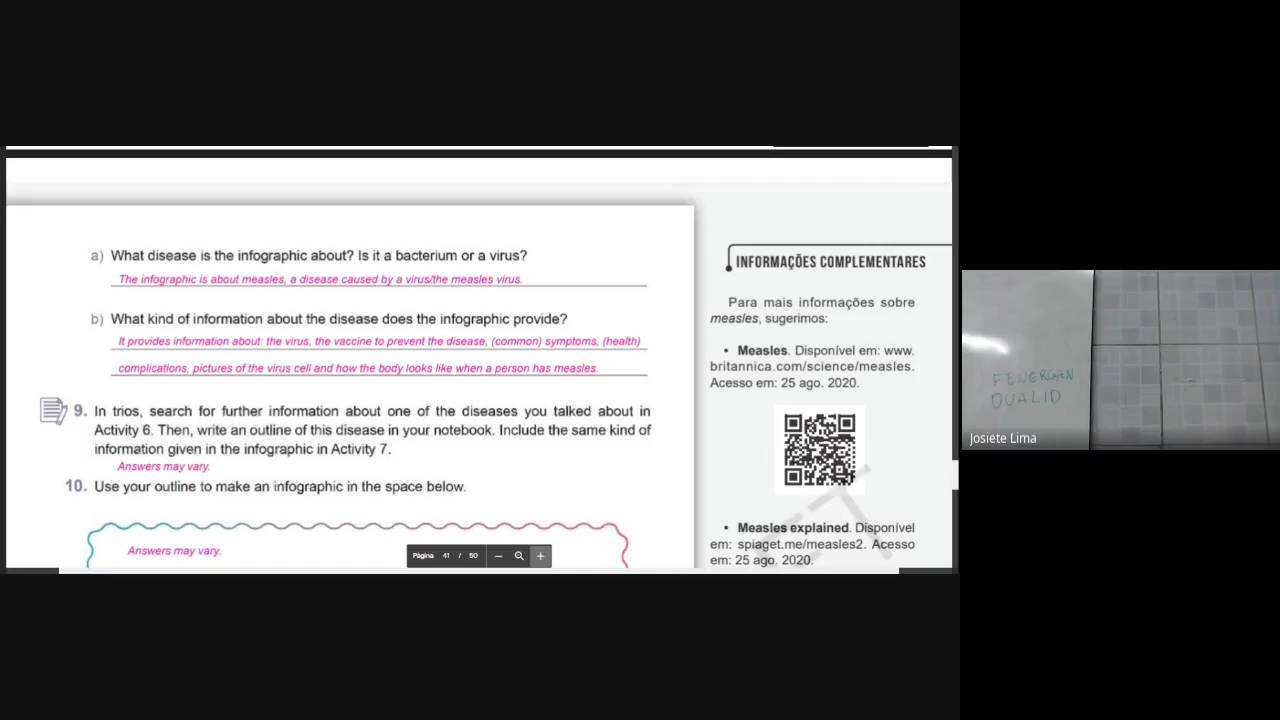 a) What disease is the infographic about? Is it a bacterium or a virus?
The infographic is about measles, a disease caused by a virus/the measles virus.
b) What kind of information about the disease does the infographic provide?
It provides information about: the virus, the vaccine to prevent the disease, (common) symptoms, (health)
complications, pictures of the virus cell and how the body looks like when a person has measles.
9. In trios, search for further information about one of the diseases you talked about in
Activity 6. Then, write an outline of this disease in your notebook. Include the same kind of
information given in the infographic in Activity 7.
Answers may vary.
10. Use your outline to make an infographic in the space below.
Answers may vary.
Página 41 / 50
INFORMAÇÕES COMPLEMENTARES
Para mais informações sobre
measles, sugerimos:
• Measles. Disponível em: www.
britannica.com/science/measles.
Acesso em: 25 ago. 2020.
• Measles explained. Disponível
em: spiaget.me/measles2. Acesso
em: 25 ago. 2020.
FENERGAN
DUALID
Josiete Lima